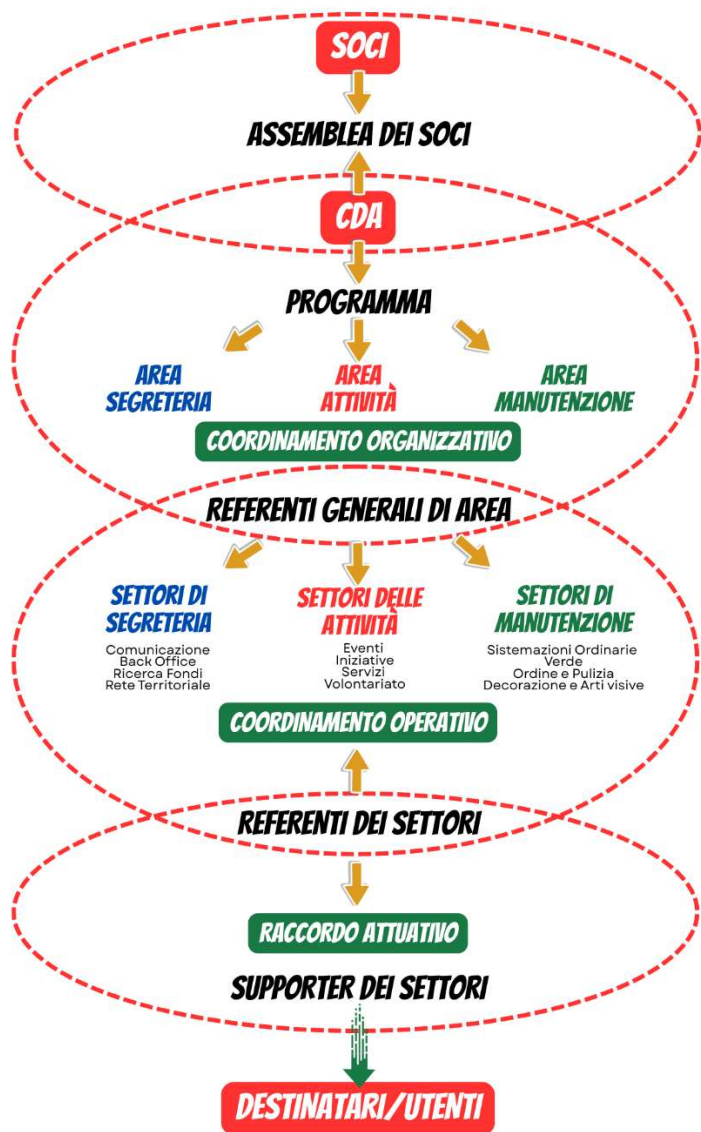 SOCI
ASSEMBLEA DEI SOCI
CDA
PROGRAMMA
AREA
SEGRETERIA
AREA
ATTIVITÀ
AREA
MANUTENZIONE
COORDINAMENTO ORGANIZZATIVO
REFERENTI GENERALI DI AREA
SETTORI DI
SEGRETERIA
Comunicazione
Back Office
Ricerca Fondi
Rete Territoriale
SETTORI DELLE
ATTIVITÀ
Eventi
Iniziative
Servizi
Volontariato
SETTORI DI
MANUTENZIONE
Sistemazioni Ordinarie
Verde
Ordine e Pulizia
Decorazione e Arti visive
COORDINAMENTO OPERATIVO
REFERENTI DEI SETTORI
RACCORDO ATTUATIVO
SUPPORTER DEI SETTORI
DESTINATARI/UTENTI